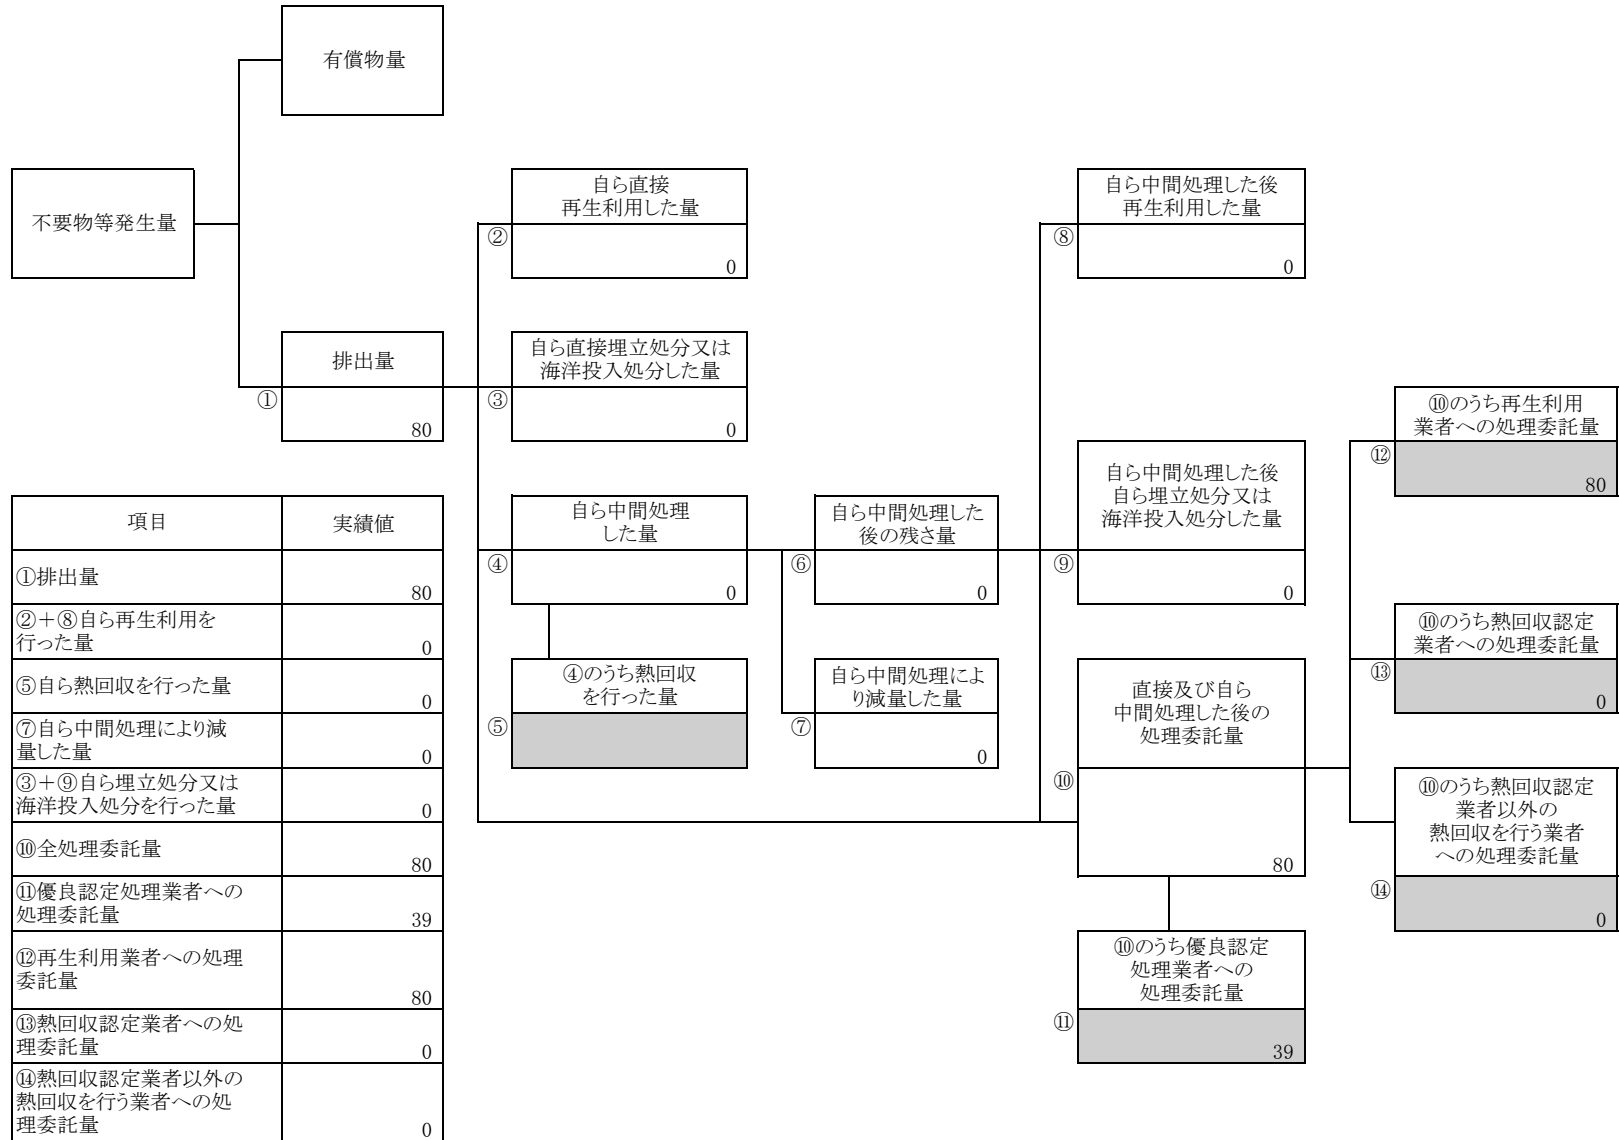 有償物量
不要物等発生量
自ら直接
再生利用した量
②
0
自ら中間処理した後
再生利用した量
⑧
0
排出量
①
80
自ら直接埋立処分又は
海洋投入処分した量
③
0
⑩のうち再生利用
業者への処理委託量
⑫
80
自ら中間処理
した量
④
0
自ら中間処理した
後の残さ量
⑥
0
自ら中間処理した後
自ら埋立処分又は
海洋投入処分した量
⑨
0
⑩のうち熱回収認定
業者への処理委託量
⑬
0
④のうち熱回収
を行った量
⑤
自ら中間処理によ
り減量した量
⑦
0
直接及び自ら
中間処理した後の
処理委託量
⑩
80
⑩のうち熱回収認定
業者以外の
熱回収を行う業者
への処理委託量
⑭
0
⑩のうち優良認定
処理業者への
処理委託量
⑪
39
項目
実績値
①排出量
80
②+⑧自ら再生利用を
行った量
0
⑤自ら熱回収を行った量
0
⑦自ら中間処理により減
量した量
0
③+⑨自ら埋立処分又は
海洋投入処分を行った量
0
⑩全処理委託量
80
⑪優良認定処理業者への
処理委託量
39
⑫再生利用業者への処理
委託量
80
⑬熱回収認定業者への処
理委託量
0
⑭熱回収認定業者以外の
熱回収を行う業者への処
理委託量
0